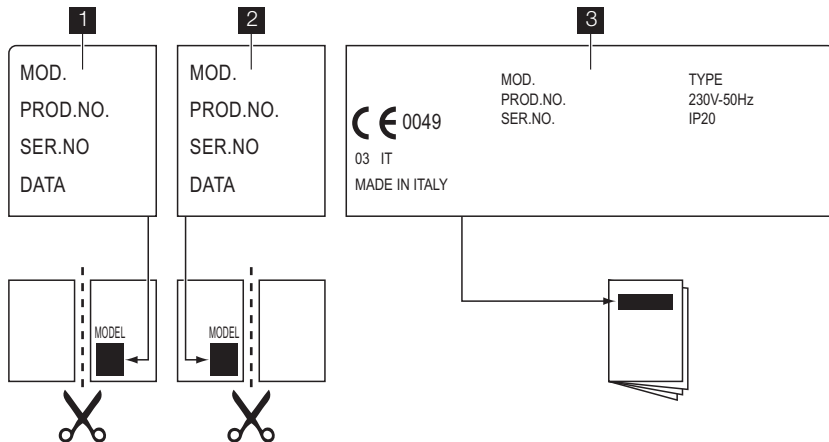 1
MOD.
PROD.NO.
SER.NO
DATA
2
MOD.
PROD.NO.
SER.NO
DATA
3
MOD.
PROD.NO.
SER.NO.
TYPE
230V-50Hz
IP20
CE 0049
03 IT
MADE IN ITALY
MODEL
MODEL